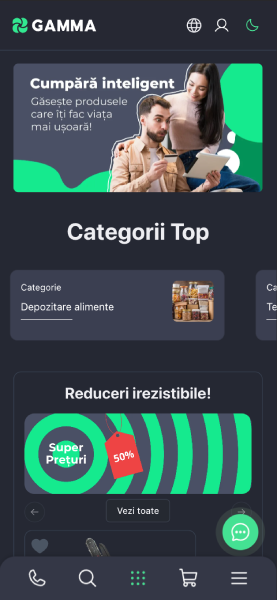 GAMMA
Cumpără inteligent
Găsește produsele
care îți fac viața
mai ușoară!
Categorii Top
Categorie
Depozitare alimente
Ca
Te
Reduceri irezistibile!
Super
Prețuri
50%
Vezi toate